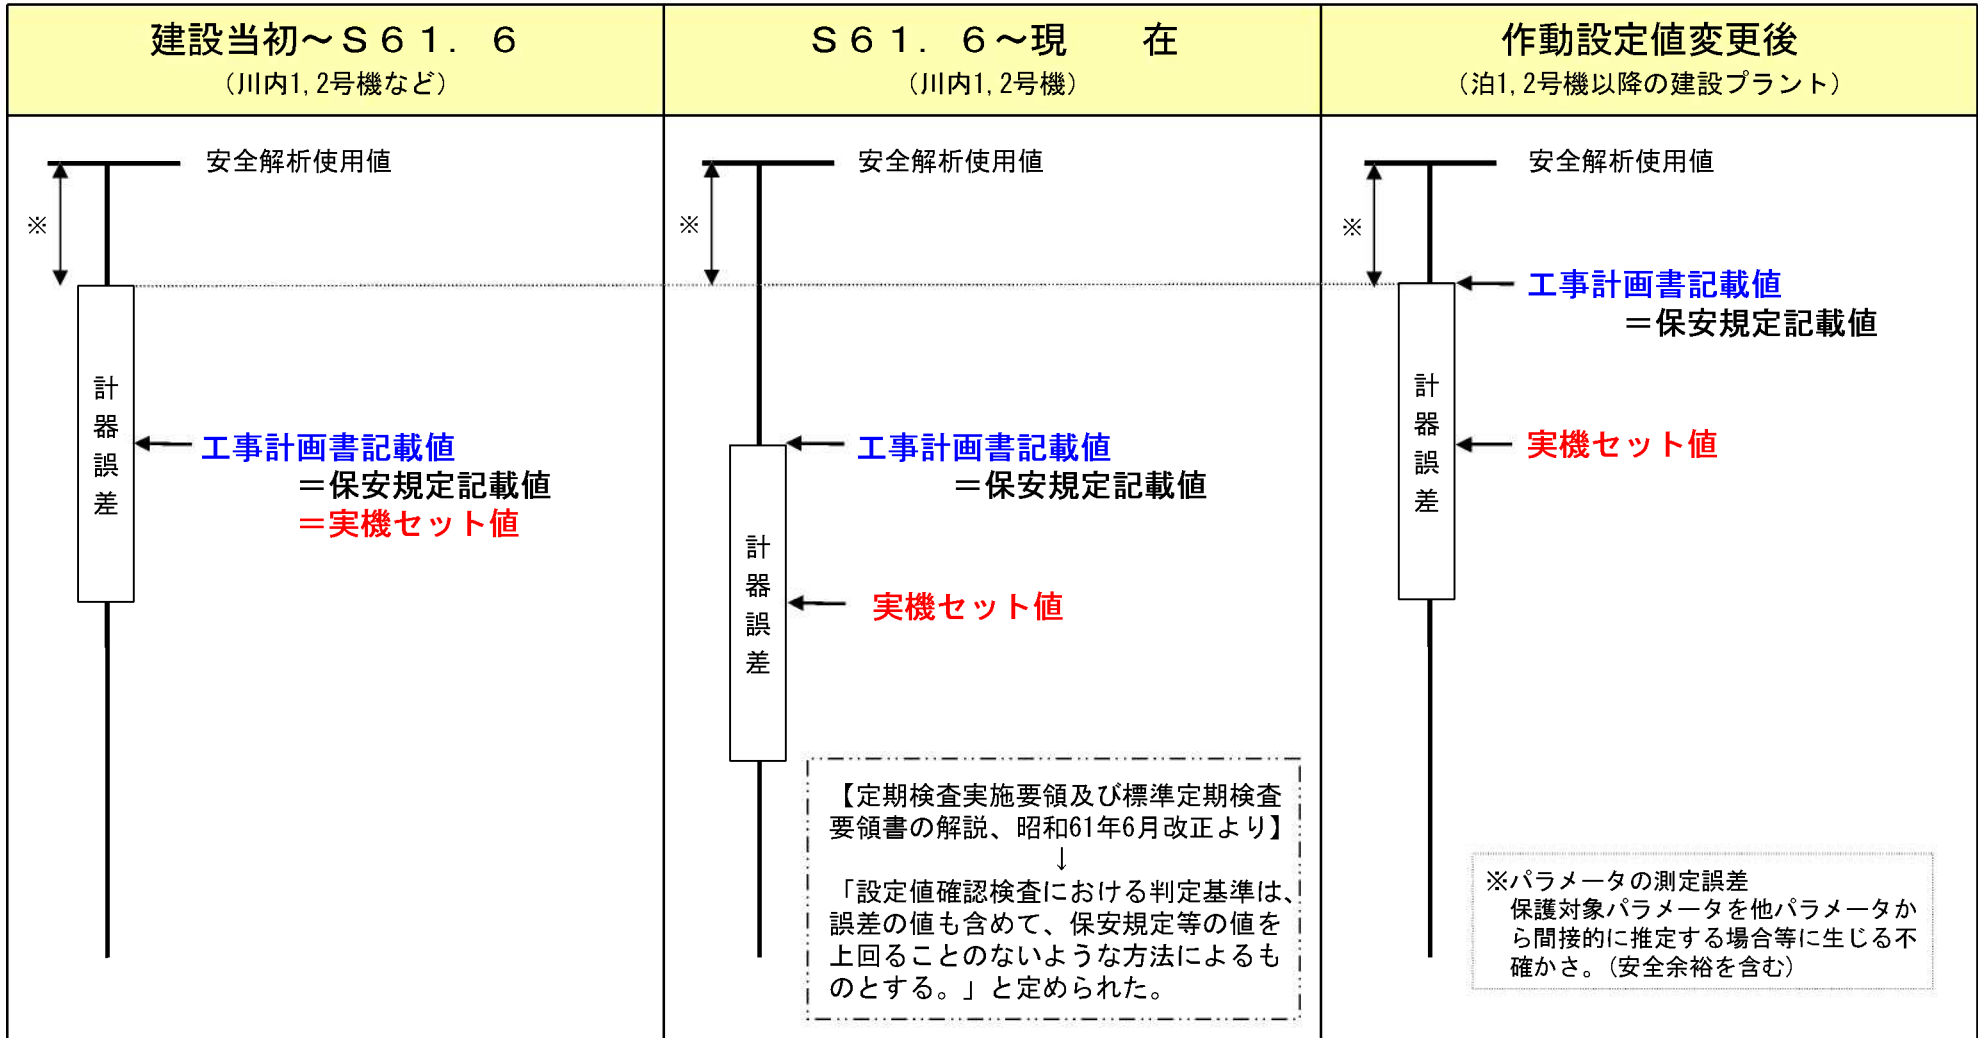 建設当初～Ｓ６１．６
（川内1,2号機など）
安全解析使用値
※
計器誤差
工事計画書記載値
＝保安規定記載値
＝実機セット値
Ｓ６１．６～現　在
（川内1,2号機）
安全解析使用値
※
工事計画書記載値
＝保安規定記載値
計器誤差
実機セット値
【定期検査実施要領及び標準定期検査
要領書の解説、昭和61年6月改正より】
↓
「設定値確認検査における判定基準は、
誤差の値も含めて、保安規定等の値を
上回ることのないような方法によるも
のとする。」と定められた。
作動設定値変更後
（泊1,2号機以降の建設プラント）
安全解析使用値
※
工事計画書記載値
＝保安規定記載値
計器誤差
実機セット値
※パラメータの測定誤差
保護対象パラメータを他パラメータか
ら間接的に推定する場合等に生じる不
確かさ。（安全余裕を含む）